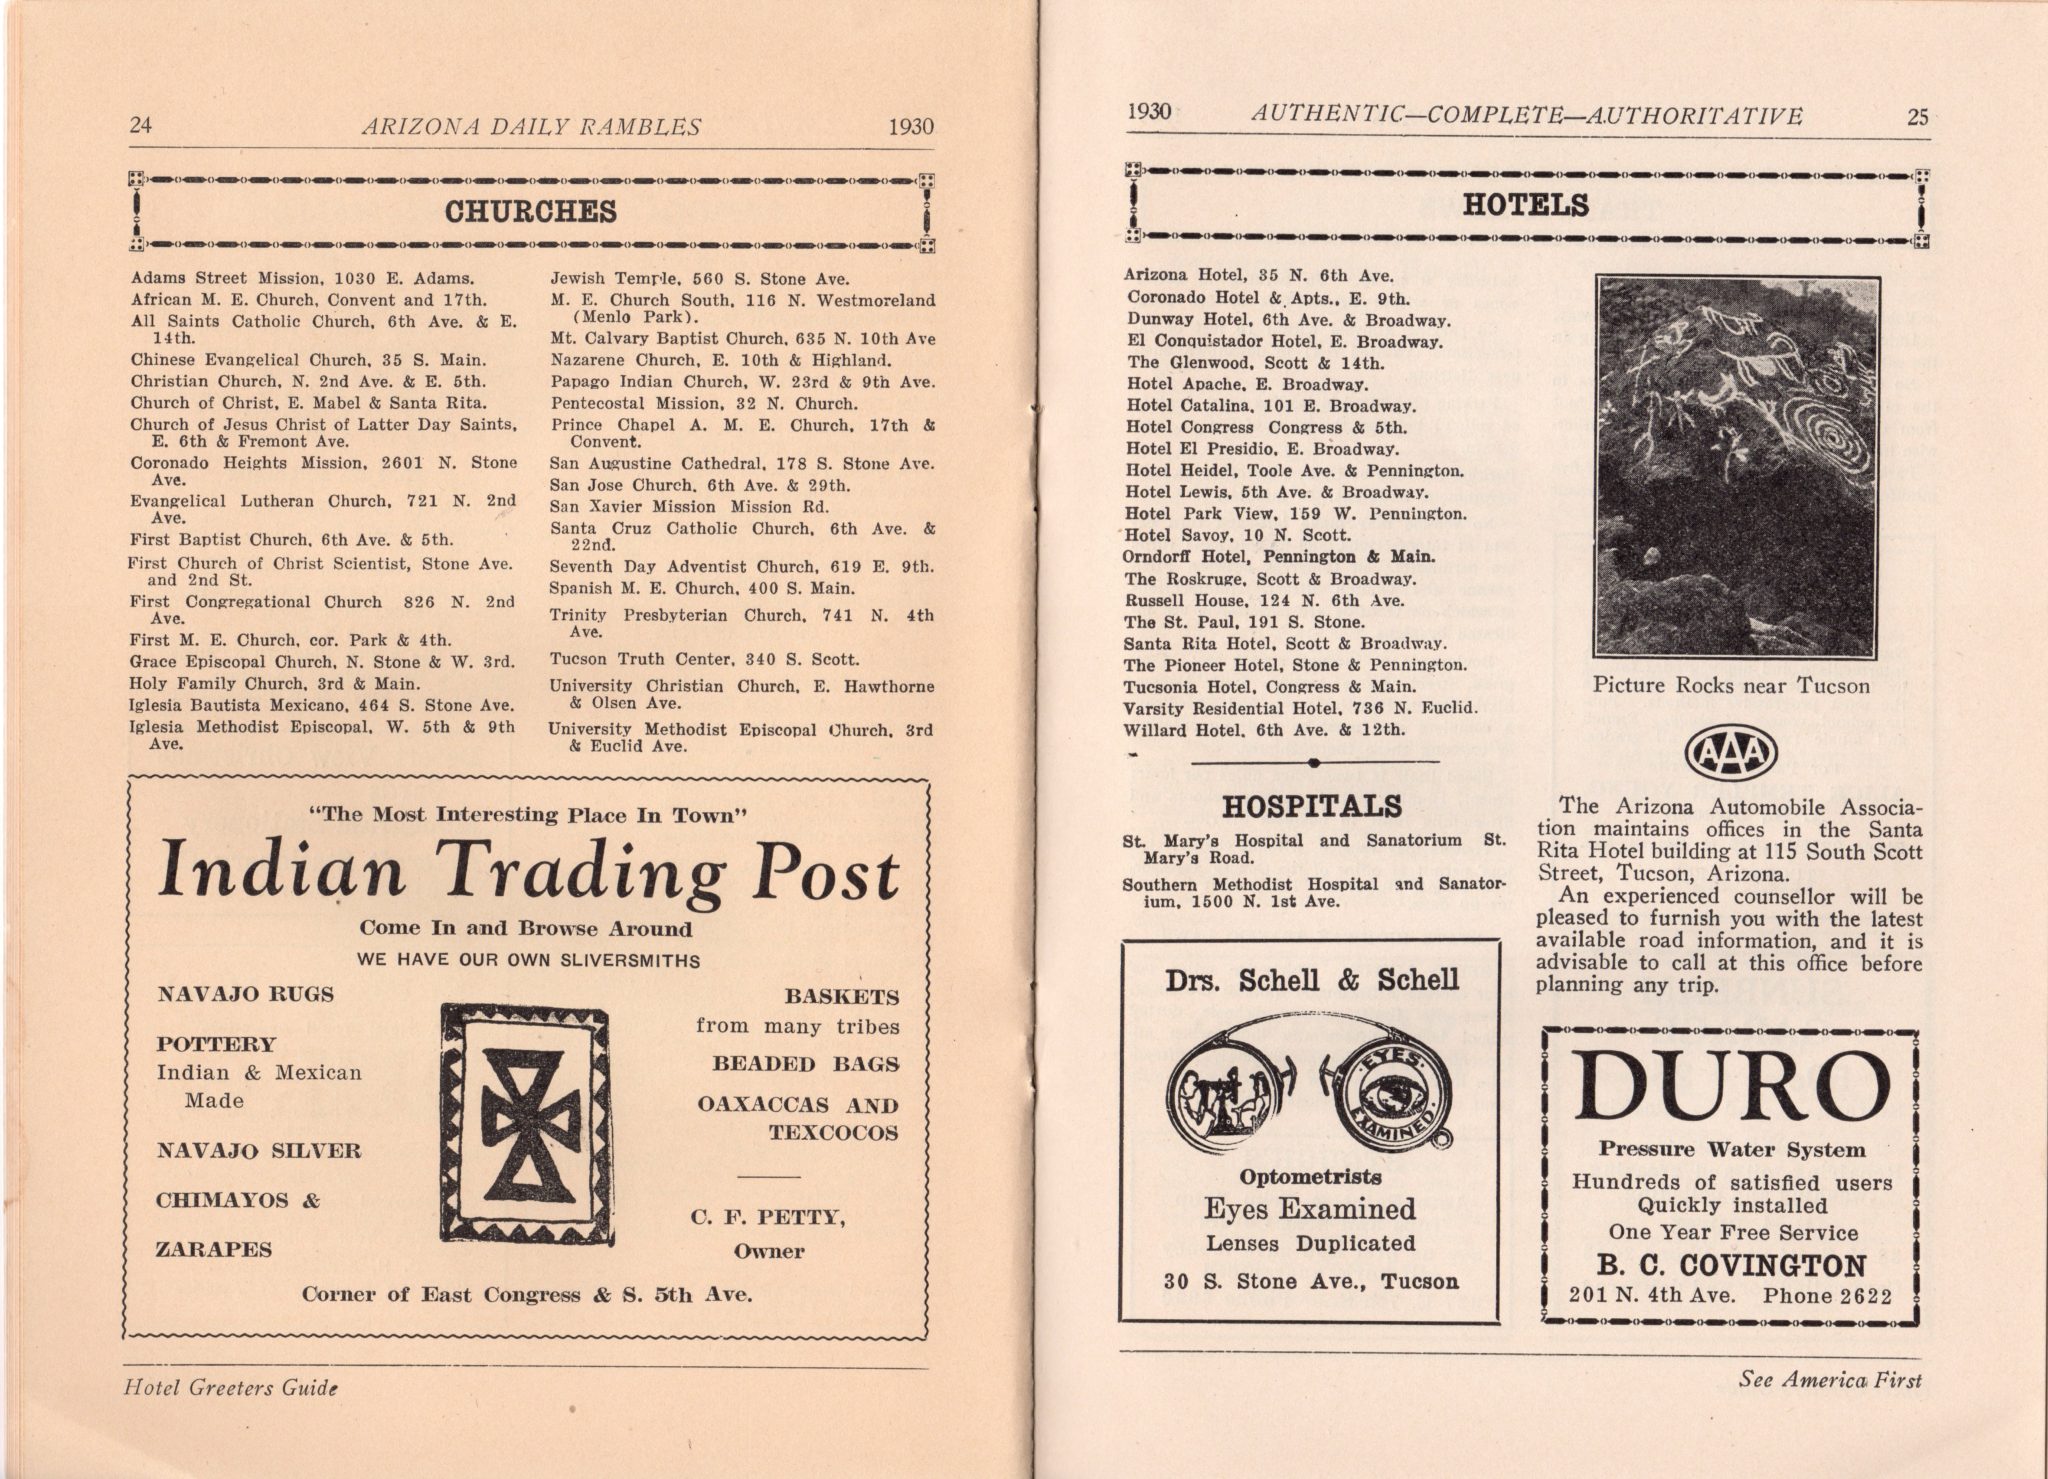 24 ARIZONA DAILY RAMBLES 1930
CHURCHES
Adams Street Mission, 1030 E. Adams.
African M. E. Church, Convent and 17th.
All Saints Catholic Church, 6th Ave. & E.
14th.
Chinese Evangelical Church, 35 S. Main.
Christian Church, N. 2nd Ave. & E. 5th.
Church of Christ, E. Mabel & Santa Rita.
Church of Jesus Christ of Latter Day Saints,
E. 6th & Fremont Ave.
Coronado Heights Mission, 2601 N. Stone
Ave.
Evangelical Lutheran Church, 721 N. 2nd
Ave.
First Baptist Church, 6th Ave. & 5th.
First Church of Christ Scientist, Stone Ave.
and 2nd St.
First Congregational Church 826 N. 2nd
Ave.
First M. E. Church, cor. Park & 4th.
Grace Episcopal Church, N. Stone & W. 3rd.
Holy Family Church, 3rd & Main.
Iglesia Bautista Mexicano, 464 S. Stone Ave.
Iglesia Methodist Episcopal, W. 5th & 9th
Ave.
Jewish Temple, 560 S. Stone Ave.
M. E. Church South, 116 N. Westmoreland
(Menlo Park).
Mt. Calvary Baptist Church, 635 N. 10th Ave
Nazarene Church, E. 10th & Highland.
Papago Indian Church, W. 23rd & 9th Ave.
Pentecostal Mission, 32 N. Church.
Prince Chapel A. M. E. Church, 17th &
Convent.
San Augustine Cathedral, 178 S. Stone Ave.
San Jose Church, 6th Ave. & 29th.
San Xavier Mission Mission Rd.
Santa Cruz Catholic Church, 6th Ave. &
22nd.
Seventh Day Adventist Church, 619 E. 9th.
Spanish M. E. Church, 400 S. Main.
Trinity Presbyterian Church, 741 N. 4th
Ave.
Tucson Truth Center, 340 S. Scott.
University Christian Church, E. Hawthorne
& Olsen Ave.
University Methodist Episcopal Church, 3rd
& Euclid Ave.
"The Most Interesting Place In Town"
Indian Trading Post
Come In and Browse Around
WE HAVE OUR OWN SLIVERSMITHS
NAVAJO RUGS
POTTERY
Indian & Mexican
Made
NAVAJO SILVER
CHIMAYOS &
ZARAPES
BASKETS
from many tribes
BEADED BAGS
OAXACCAS AND
TEXCOCOS
C. F. PETTY,
Owner
Corner of East Congress & S. 5th Ave.
Hotel Greeters Guide
1930 AUTHENTIC—COMPLETE—AUTHORITATIVE 25
HOTELS
Arizona Hotel, 35 N. 6th Ave.
Coronado Hotel & Apts., E. 9th.
Dunway Hotel, 6th Ave. & Broadway.
El Conquistador Hotel, E. Broadway.
The Glenwood, Scott & 14th.
Hotel Apache, E. Broadway.
Hotel Catalina, 101 E. Broadway.
Hotel Congress Congress & 5th.
Hotel El Presidio, E. Broadway.
Hotel Heidel, Toole Ave. & Pennington.
Hotel Lewis, 5th Ave. & Broadway.
Hotel Park View, 159 W. Pennington.
Hotel Savoy, 10 N. Scott.
Orndorff Hotel, Pennington & Main.
The Roskruge, Scott & Broadway.
Russell House, 124 N. 6th Ave.
The St. Paul, 191 S. Stone.
Santa Rita Hotel, Scott & Broadway.
The Pioneer Hotel, Stone & Pennington.
Tucsonia Hotel, Congress & Main.
Varsity Residential Hotel, 736 N. Euclid.
Willard Hotel, 6th Ave. & 12th.
HOSPITALS
St. Mary's Hospital and Sanatorium St.
Mary's Road.
Southern Methodist Hospital and Sanator-
ium, 1500 N. 1st Ave.
Drs. Schell & Schell
EYES
EXAMINED
Optometrists
Eyes Examined
Lenses Duplicated
30 S. Stone Ave., Tucson
Picture Rocks near Tucson
AAA
The Arizona Automobile Associa-
tion maintains offices in the Santa
Rita Hotel building at 115 South Scott
Street, Tucson, Arizona.
An experienced counsellor will be
pleased to furnish you with the latest
available road information, and it is
advisable to call at this office before
planning any trip.
DURO
Pressure Water System
Hundreds of satisfied users
Quickly installed
One Year Free Service
B. C. COVINGTON
201 N. 4th Ave. Phone 2622
See America First